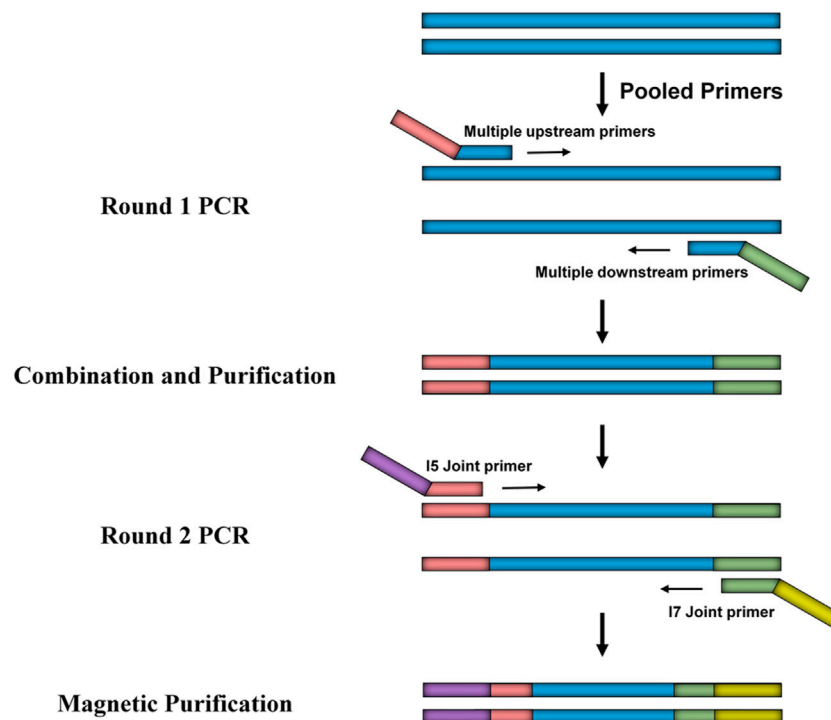 Pooled Primers
Multiple upstream primers
Round 1 PCR
Multiple downstream primers
Combination and Purification
I5 Joint primer
Round 2 PCR
I7 Joint primer
Magnetic Purification